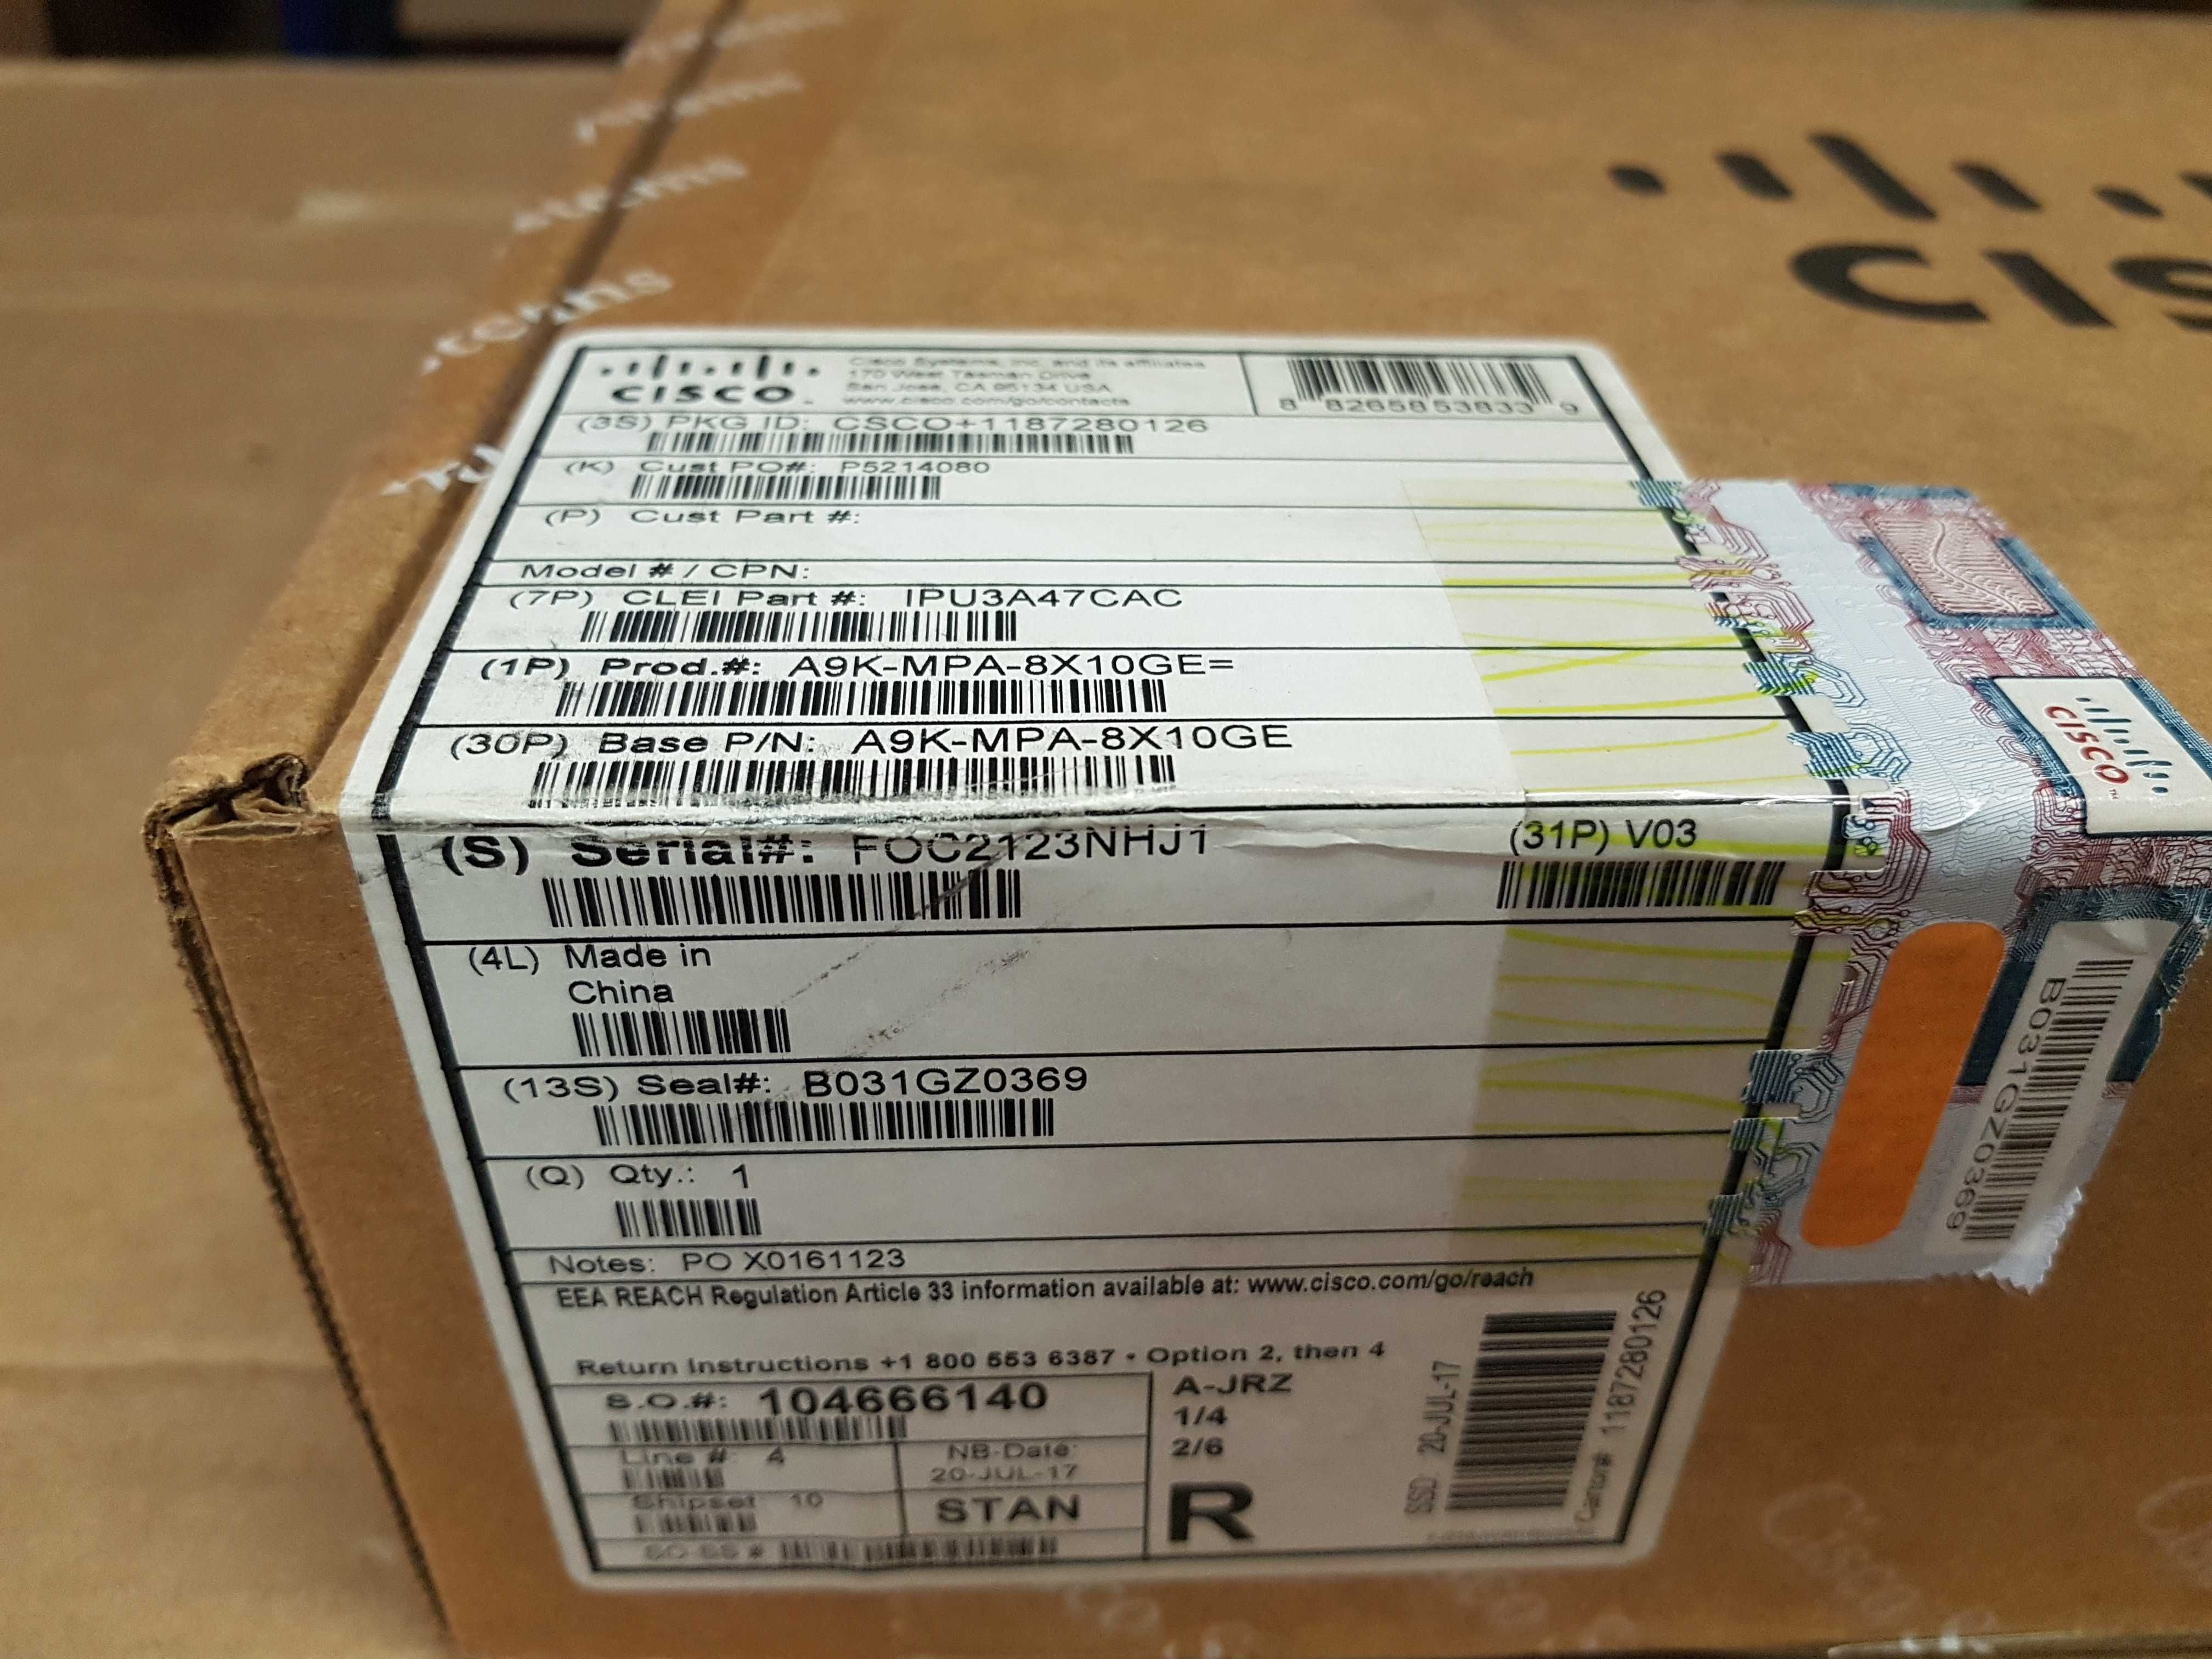 CIS
CISCO
Cisco Systems, Inc. and its affiliates
170 West Tasman Drive
San Jose, CA 95134 USA
www.cisco.com/go/contacts
8 82658 53833 9
(3S) PKG ID: CSCO+1187280126
(K) Cust PO#: P5214080
(P) Cust Part #:
Model # / CPN:
(7P) CLEI Part #: IPU3A47CAC
(1P) Prod.#: A9K-MPA-8X10GE=
(30P) Base P/N: A9K-MPA-8X10GE
(S) Serial#: FOC2123NHJ1
(31P) V03
(4L) Made in
China
(13S) Seal#: B031GZ0369
(Q) Qty.: 1
Notes: PO X0161123
EEA REACH Regulation Article 33 information available at: www.cisco.com/go/reach
Return Instructions +1 800 553 6387 • Option 2, then 4
S.O.#: 104666140
Line # 4
Shipset 10
SO-SS #
NB-Date:
20-JUL-17
STAN
A-JRZ
1/4
2/6
R
SSD: 20-JUL-17
Carton# 1187280126
CISCO™
B031GZ0369
Cisco